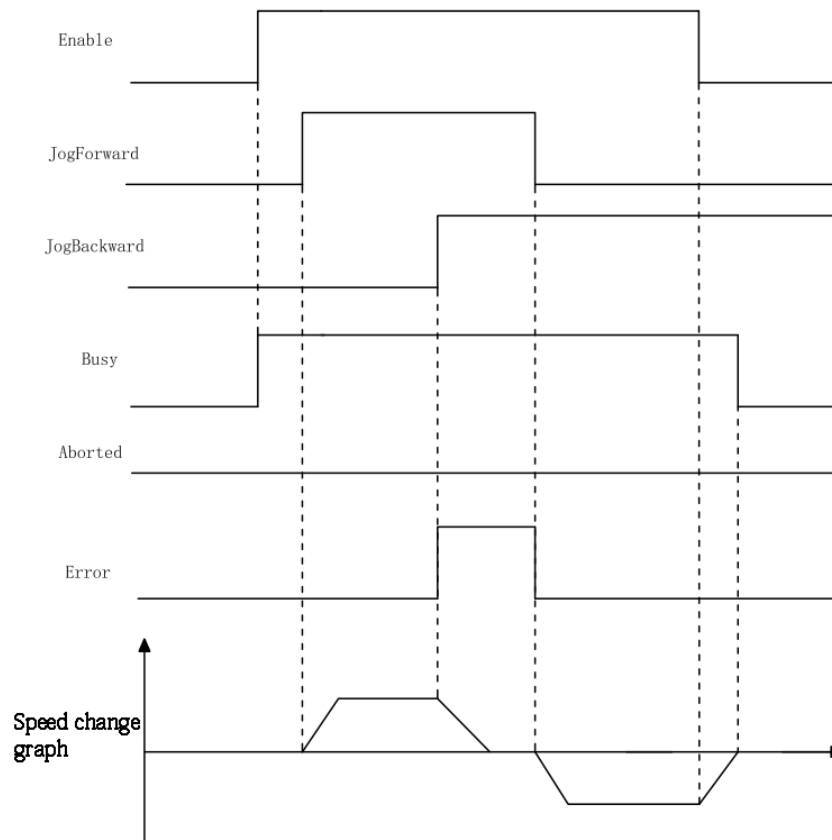 Enable
JogForward
JogBackward
Busy
Aborted
Error
Speed change
graph